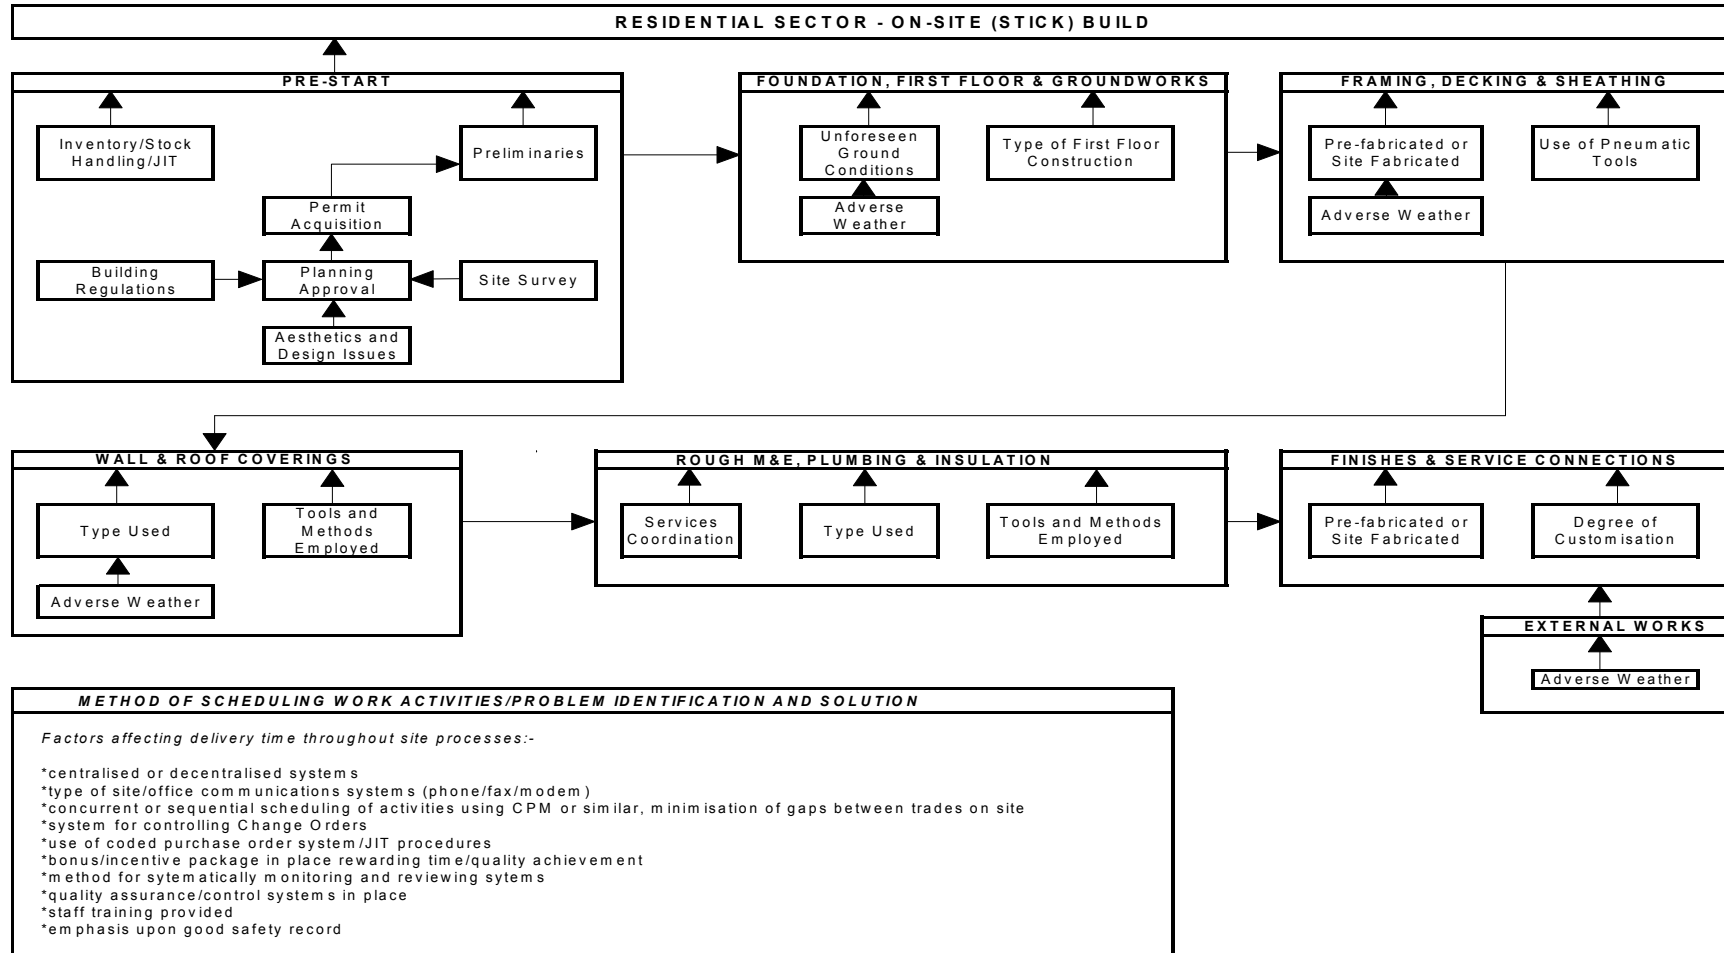 RESIDENTIAL SECTOR - ON-SITE (STICK) BUILD
PRE-START
Inventory/Stock
Handling/JIT
Preliminaries
Permit
Acquisition
Building
Regulations
Planning
Approval
Site Survey
Aesthetics and
Design Issues
FOUNDATION, FIRST FLOOR & GROUNDWORKS
Unforeseen
Ground
Conditions
Type of First Floor
Construction
Adverse
Weather
FRAMING, DECKING & SHEATHING
Pre-fabricated or
Site Fabricated
Use of Pneumatic
Tools
Adverse Weather
WALL & ROOF COVERINGS
Type Used
Tools and
Methods
Employed
Adverse Weather
ROUGH M&E, PLUMBING & INSULATION
Services
Coordination
Type Used
Tools and Methods
Employed
FINISHES & SERVICE CONNECTIONS
Pre-fabricated or
Site Fabricated
Degree of
Customisation
EXTERNAL WORKS
Adverse Weather
METHOD OF SCHEDULING WORK ACTIVITIES/PROBLEM IDENTIFICATION AND SOLUTION
Factors affecting delivery time throughout site processes:-
*centralised or decentralised systems
*type of site/office communications systems (phone/fax/modem)
*concurrent or sequential scheduling of activities using CPM or similar, minimisation of gaps between trades on site
*system for controlling Change Orders
*use of coded purchase order system/JIT procedures
*bonus/incentive package in place rewarding time/quality achievement
*method for sytematically monitoring and reviewing sytems
*quality assurance/control systems in place
*staff training provided
*emphasis upon good safety record